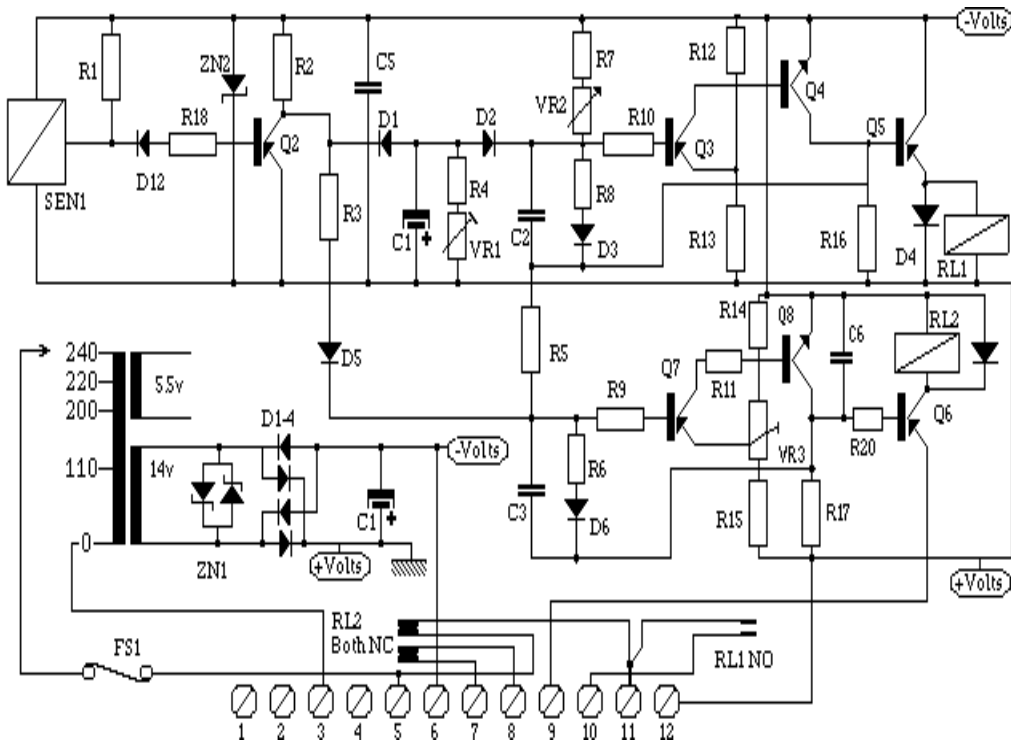 -Volts
R1
ZN2
R2
C5
R7
R12
VR2
Q4
R18
D1
D2
R10
Q5
Q2
Q3
D12
R4
R8
SEN1
R3
C1
+
VR1
C2
D3
R13
R16
D4
RL1
R14
Q8
C6
RL2
240
D5
R5
Q7
220
5.5v
R11
200
R9
Q6
D1-4
-Volts
R20
110
14v
R6
VR3
C1
+
C3
D6
R15
R17
0
ZN1
+Volts
+Volts
RL2
Both NC
FS1
RL1 NO
1 2 3 4 5 6 7 8 9 10 11 12